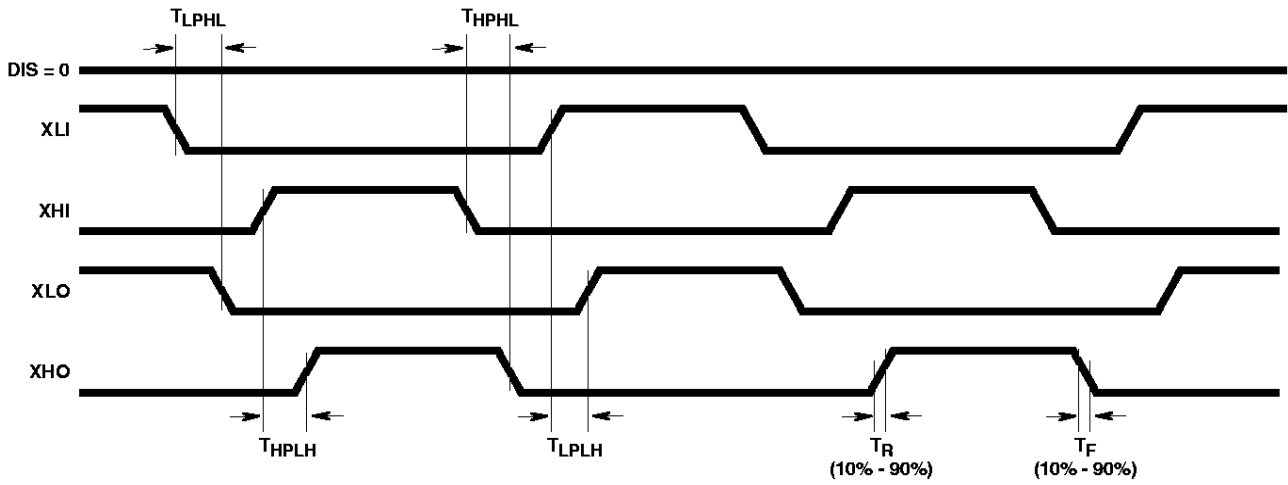 TLPHL
THPHL
DIS = 0
XLI
XHI
XLO
XHO
THPLH
TLPLH
TR
(10% - 90%)
TF
(10% - 90%)